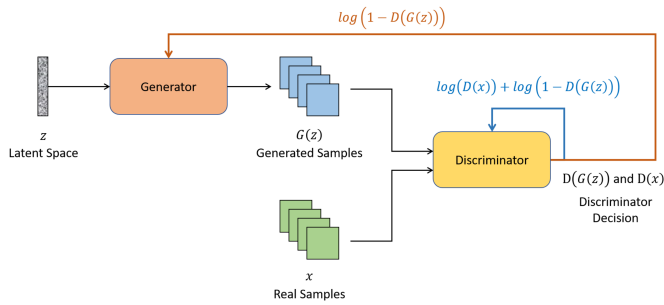 log(1 − D(G(z))
Generator
log(D(x)) + log(1 − D(G(z))
z
Latent Space
G(z)
Generated Samples
Discriminator
D(G(z)) and D(x)
Discriminator
Decision
x
Real Samples